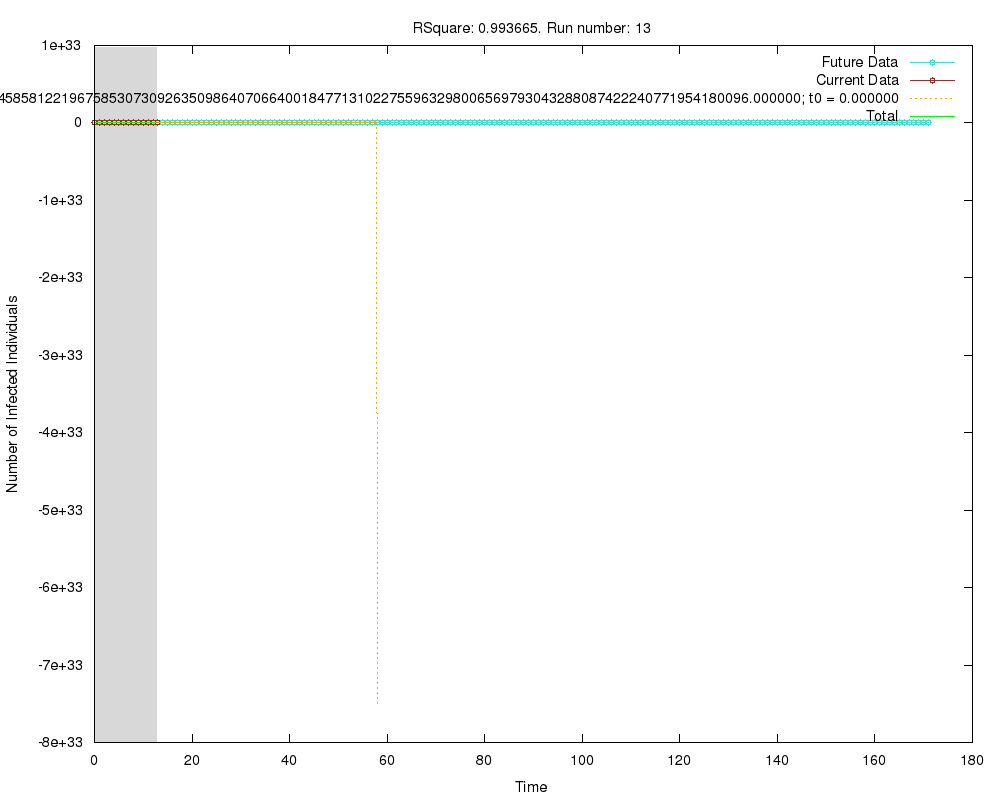 RSquare: 0.993665. Run number: 13
1e+33
Future Data
Current Data
45858122196758530773092635098640706640018477131022755963298006569793043288087422240771954180096.000000; t0 = 0.000000
Total
0
-1e+33
-2e+33
-3e+33
-4e+33
-5e+33
-6e+33
-7e+33
-8e+33
Number of Infected Individuals
0 20 40 60 80 100 120 140 160 180
Time